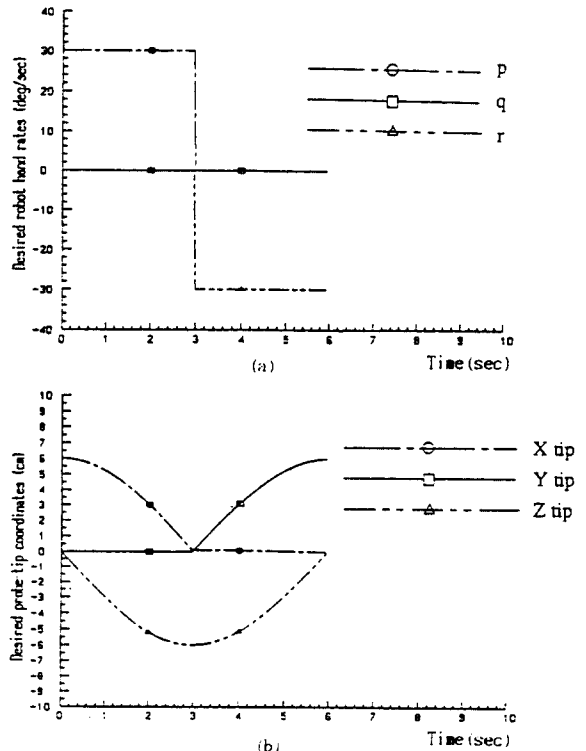 Desired robot hand rates (deg/sec)
40
30
20
10
0
-10
-20
-30
-40
0 1 2 3 4 5 6 7 8 9 10
(a)
Time(sec)
p
q
r
Desired probe-tip coordinates (cm)
10
9
8
7
6
5
4
3
2
1
0
-1
-2
-3
-4
-5
-6
-7
-8
-9
-10
0 1 2 3 4 5 6 7 8 9 10
(b)
Time(sec)
X tip
Y tip
Z tip